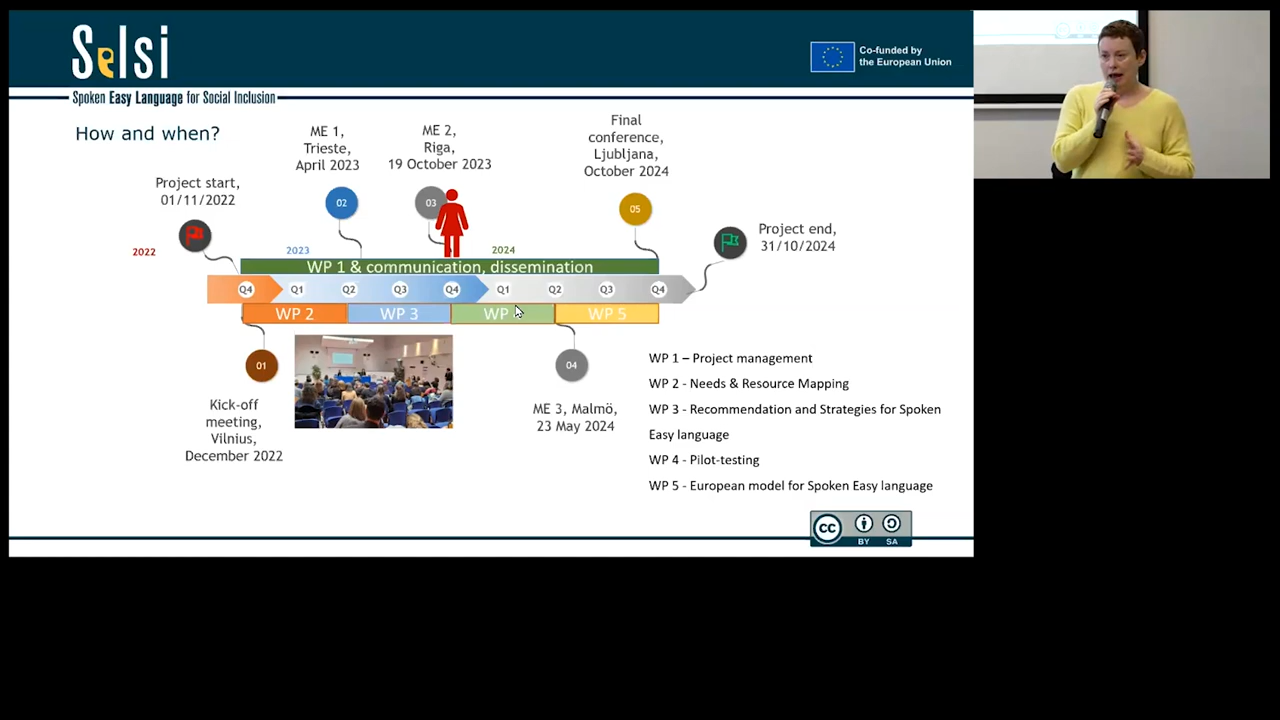 Selsi
Co-funded by
the European Union
Spoken Easy Language for Social Inclusion
How and when?
Project start,
01/11/2022
ME 1,
Trieste,
April 2023
ME 2,
Riga,
19 October 2023
Final
conference,
Ljubljana,
October 2024
Project end,
31/10/2024
02
03
05
2022
2023
2024
WP 1 & communication, dissemination
Q4 Q1 Q2 Q3 Q4 Q1 Q2 Q3 Q4
WP 2 WP 3 WP WP 5
01
04
Kick-off
meeting,
Vilnius,
December 2022
ME 3, Malmö,
23 May 2024
WP 1 – Project management
WP 2 - Needs & Resource Mapping
WP 3 - Recommendation and Strategies for Spoken
Easy language
WP 4 - Pilot-testing
WP 5 - European model for Spoken Easy language
CC
BY SA